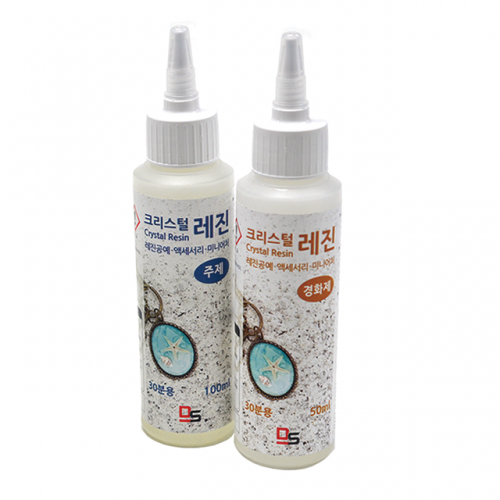 크리스털 레진
Crystal Resin
레진공예·액세서리·미니어처
주제
30분용 100ml
DS
크리스털 레진
Crystal Resin
레진공예·액세서리·미니어처
경화제
30분용 50ml
DS